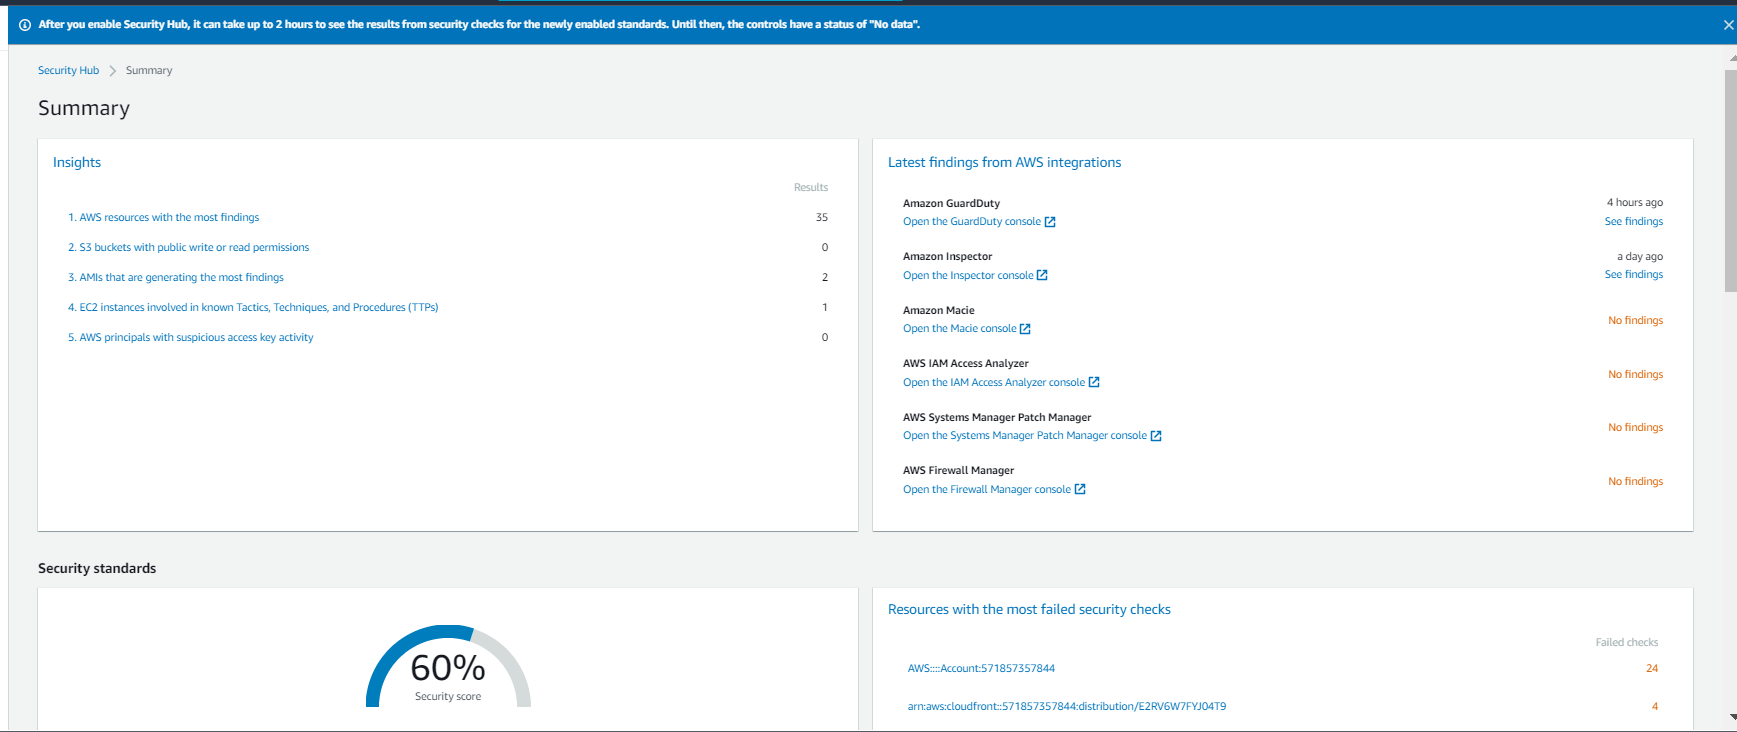 After you enable Security Hub, it can take up to 2 hours to see the results from security checks for the newly enabled standards. Until then, the controls have a status of "No data".
Security Hub > Summary
Summary
Insights
Results
1. AWS resources with the most findings 35
2. S3 buckets with public write or read permissions 0
3. AMIs that are generating the most findings 2
4. EC2 instances involved in known Tactics, Techniques, and Procedures (TTPs) 1
5. AWS principals with suspicious access key activity 0
Latest findings from AWS integrations
Amazon GuardDuty 4 hours ago
Open the GuardDuty console See findings
Amazon Inspector a day ago
Open the Inspector console See findings
Amazon Macie
Open the Macie console No findings
AWS IAM Access Analyzer
Open the IAM Access Analyzer console No findings
AWS Systems Manager Patch Manager
Open the Systems Manager Patch Manager console No findings
AWS Firewall Manager
Open the Firewall Manager console No findings
Security standards
60%
Security score
Resources with the most failed security checks
Failed checks
AWS::::Account:571857357844 24
arn:aws:cloudfront::571857357844:distribution/E2RV6W7FYJ04T9 4